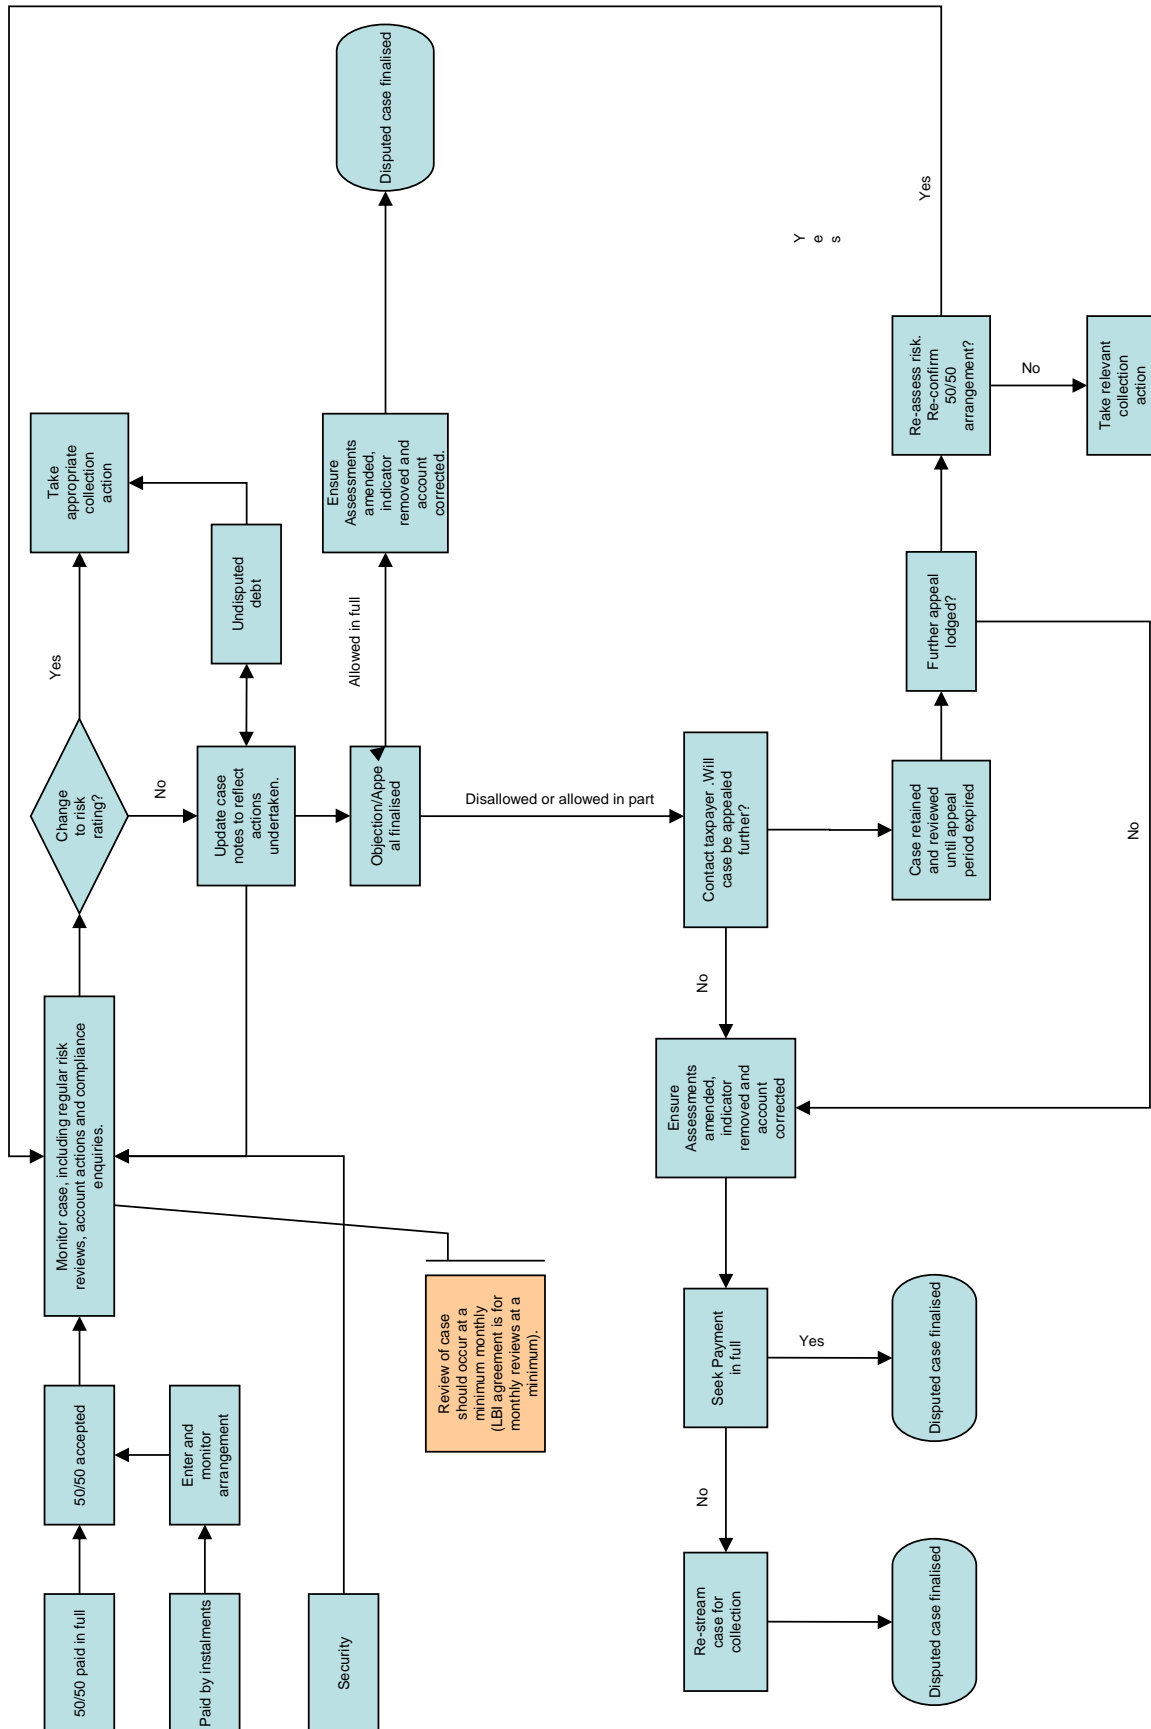 50/50 paid in full
50/50 accepted
Monitor case, including regular risk
reviews, account actions and compliance
enquiries.
Change
to risk
rating?
Yes
Take
appropriate
collection
action
Paid by instalments
Enter and
monitor
arrangement
No
Update case
notes to reflect
actions
undertaken.
Undisputed
debt
Security
Objection/Appe
al finalised
Allowed in full
Ensure
Assessments
amended,
indicator
removed and
account
corrected.
Disputed case finalised
Review of case
should occur at a
minimum monthly
(LBI agreement is for
monthly reviews at a
minimum).
Disallowed or allowed in part
Re-stream
case for
collection
No
Seek Payment
in full
Ensure
Assessments
amended,
indicator
removed and
account
corrected
No
Contact taxpayer .Will
case be appealed
further?
Y
e
s
Yes
Disputed case finalised
Disputed case finalised
Case retained
and reviewed
until appeal
period expired
Further appeal
lodged?
Re-assess risk.
Re-confirm
50/50
arrangement?
Yes
No
No
Take relevant
collection
action